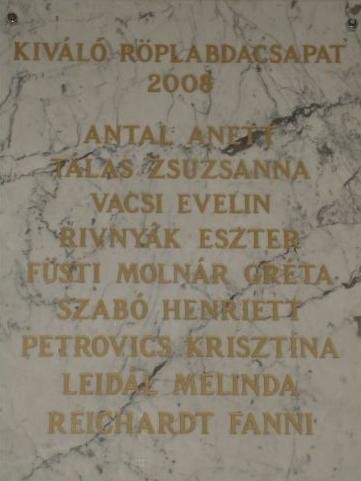 KIVÁLÓ RÖPLABDACSAPAT
2008
ANTAL ANETT
TALAS ZSUZSANNA
VACSI EVELIN
RIVNYÁK ESZTER
FÜSTI MOLNÁR GRÉTA
SZABÓ HENRIETT
PETROVICS KRISZTINA
LEIDAL MELINDA
REICHARDT FANNI